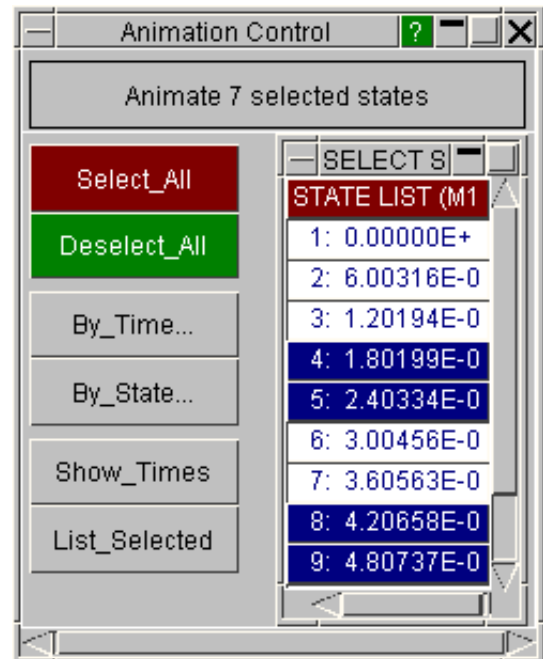 Animation Control ?
Animate 7 selected states
Select_All
Deselect_All
By_Time...
By_State...
Show_Times
List_Selected
SELECT S
STATE LIST (M1
1: 0.00000E+
2: 6.00316E-0
3: 1.20194E-0
4: 1.80199E-0
5: 2.40334E-0
6: 3.00456E-0
7: 3.60563E-0
8: 4.20658E-0
9: 4.80737E-0